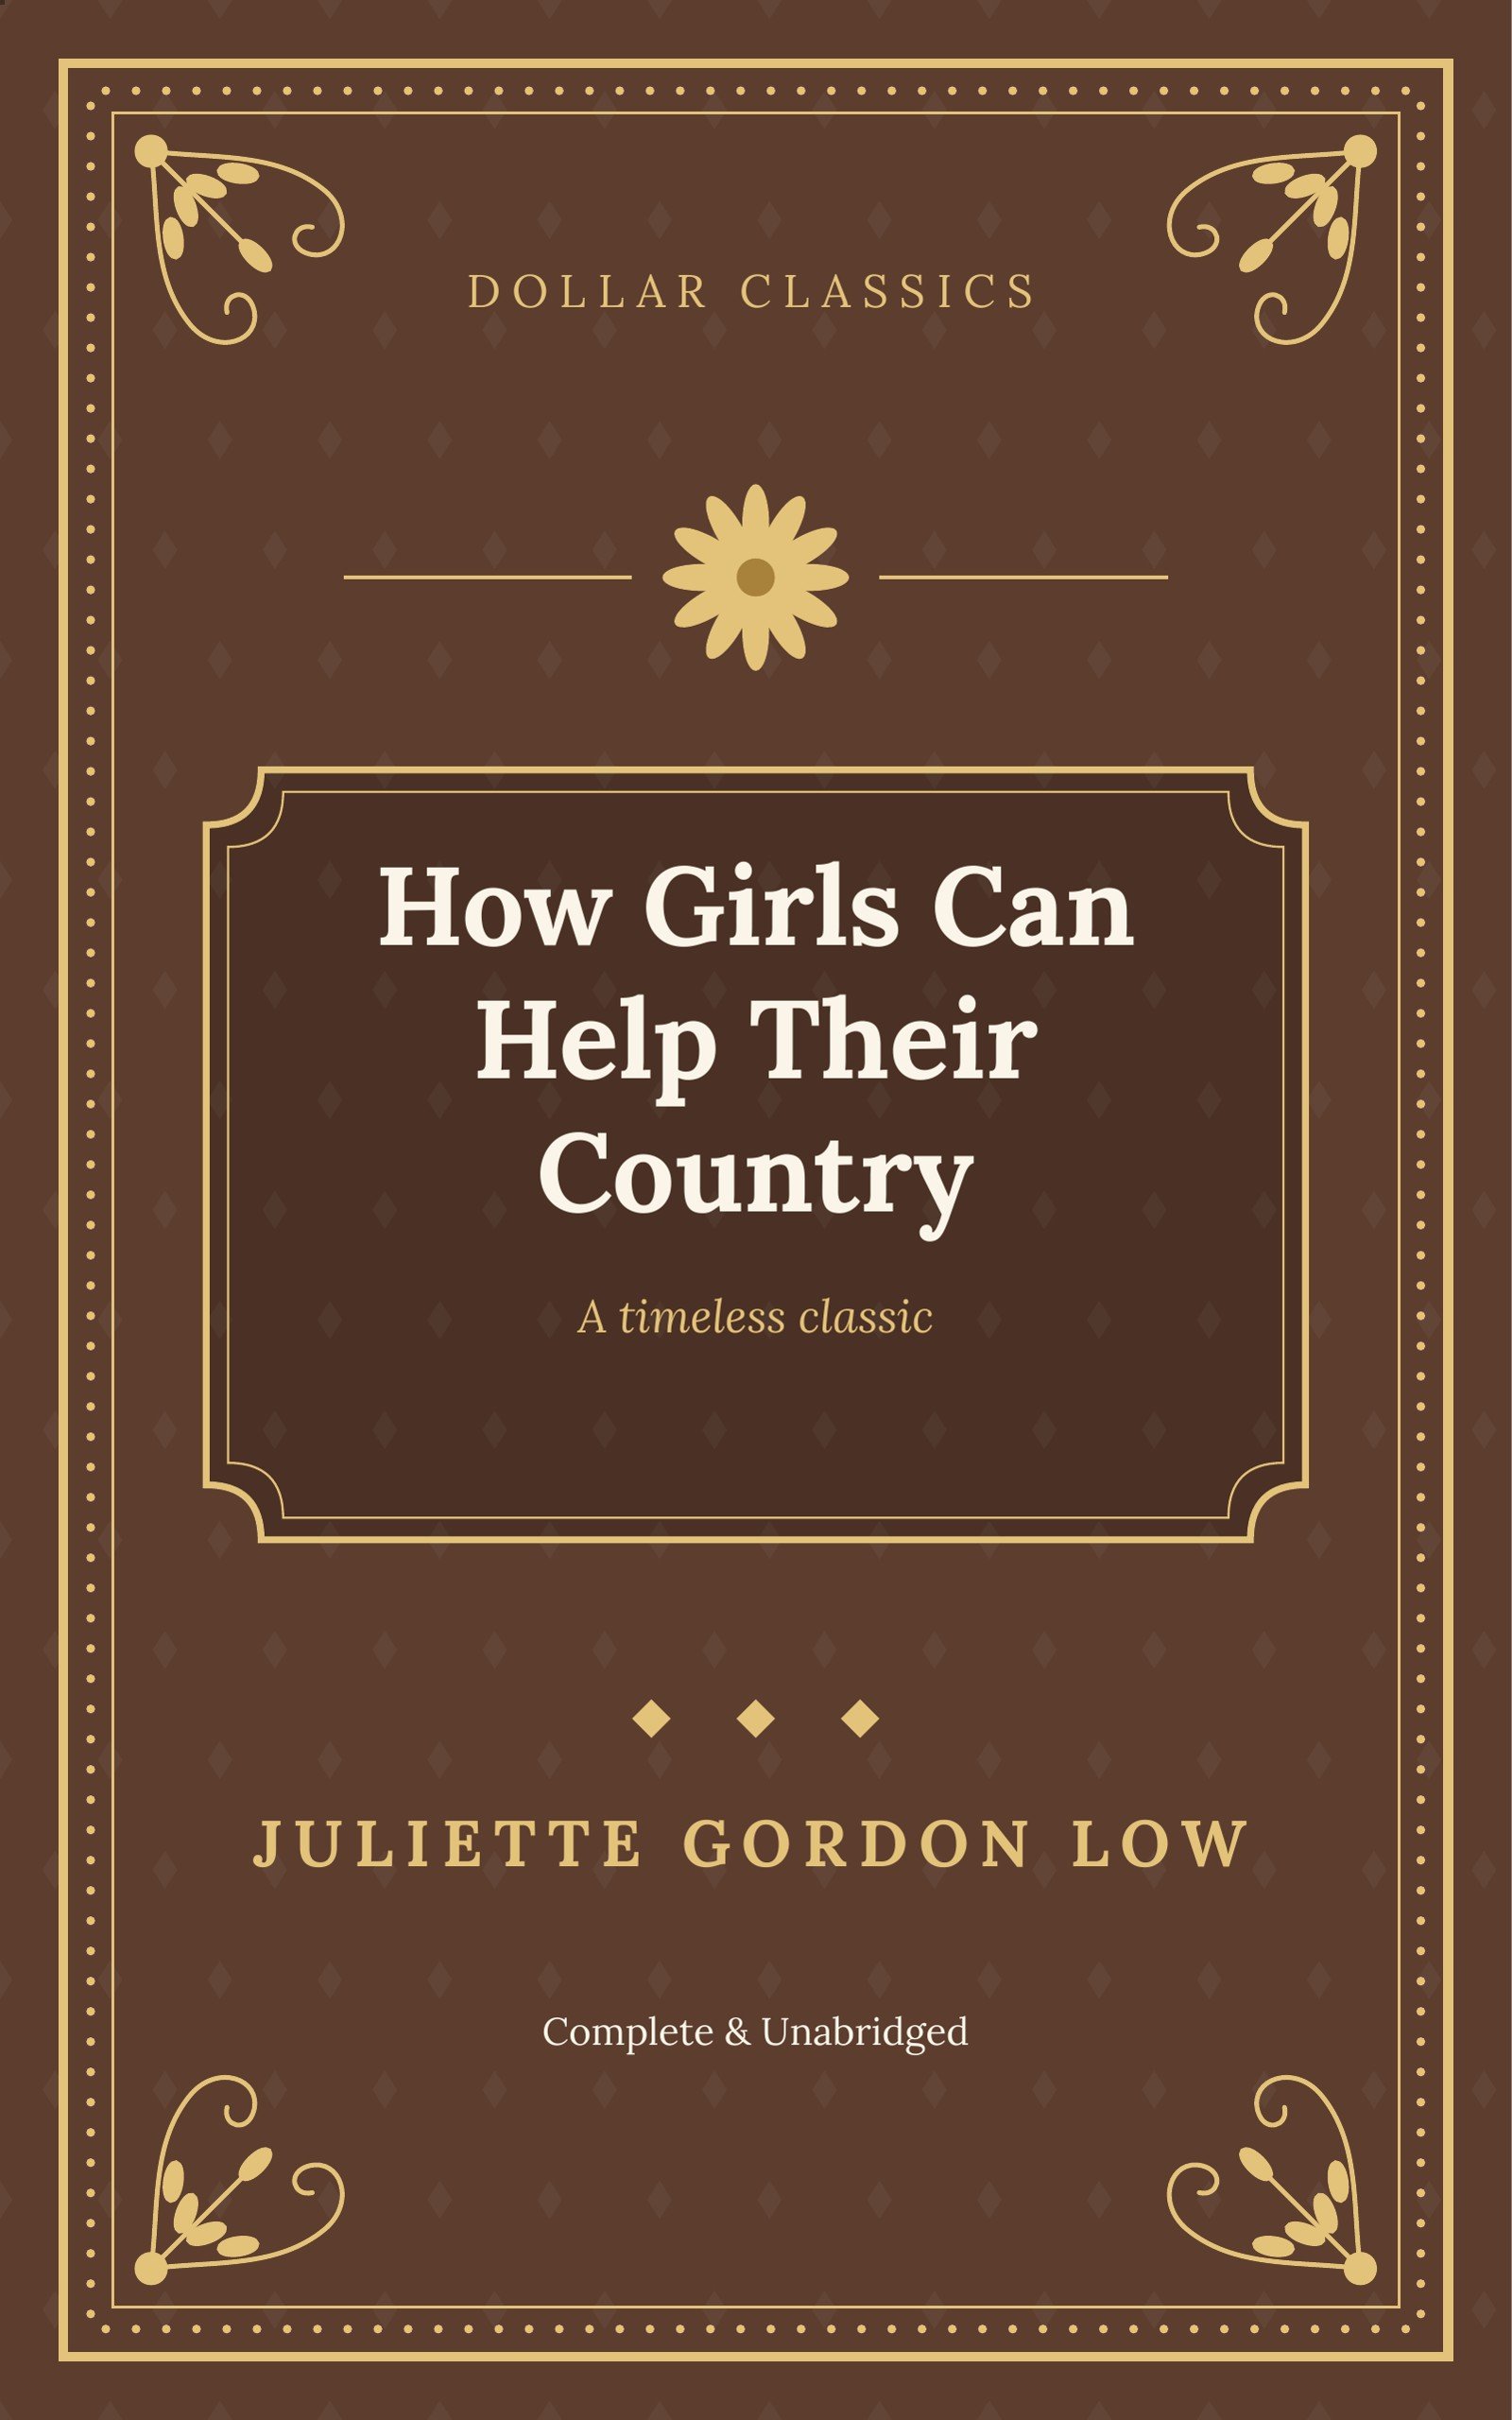 DOLLAR CLASSICS
How Girls Can
Help Their
Country
A timeless classic
JULIETTE GORDON LOW
Complete & Unabridged